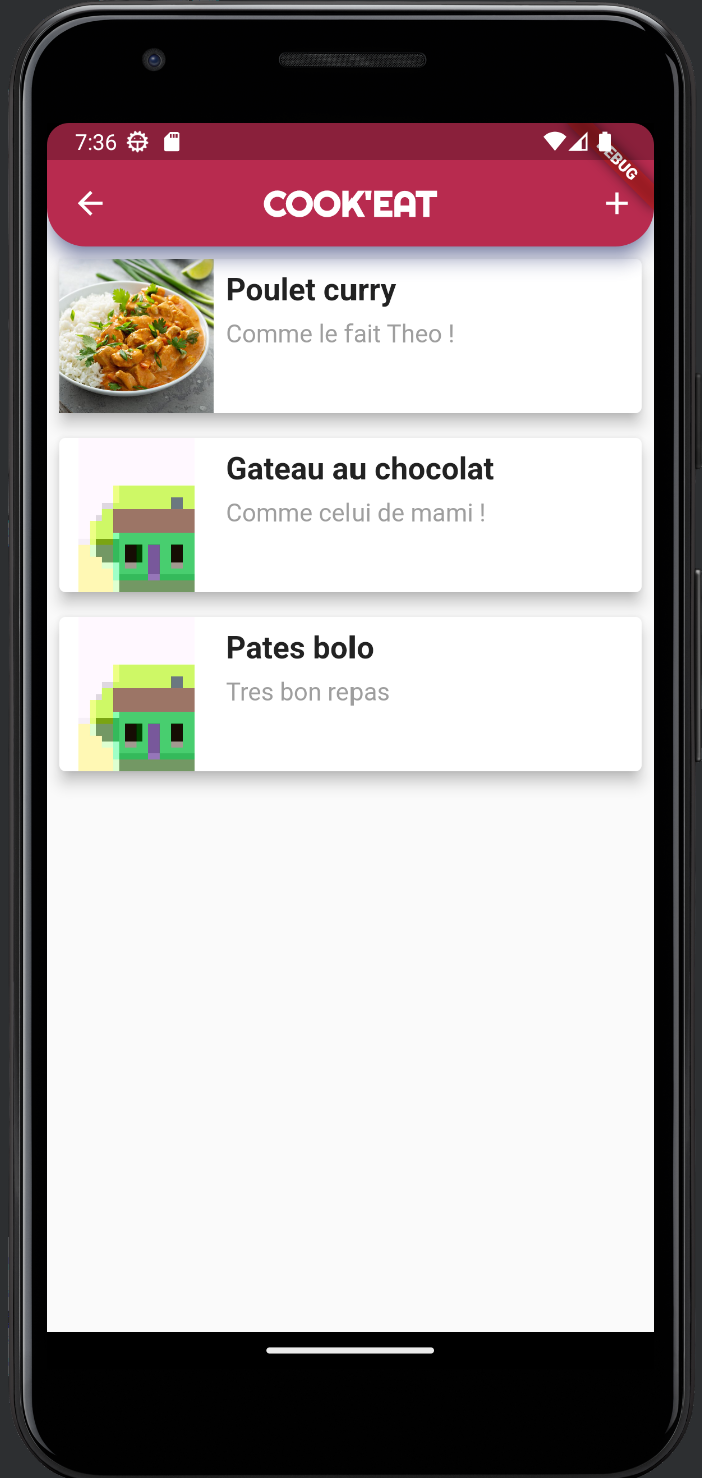 7:36
DEBUG
COOK'EAT
Poulet curry
Comme le fait Theo !
Gateau au chocolat
Comme celui de mami !
Pates bolo
Tres bon repas